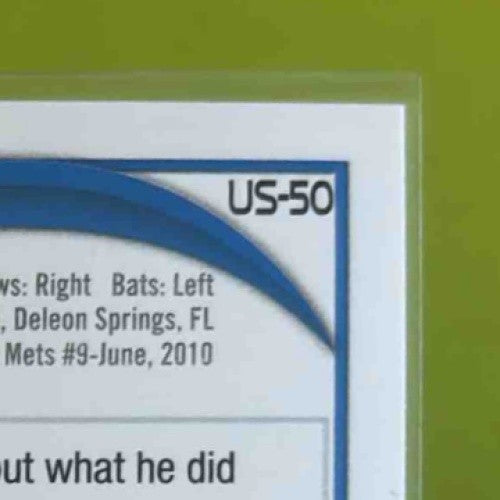 US-50
ws: Right Bats: Left
, Deleon Springs, FL
Mets #9-June, 2010
out what he did